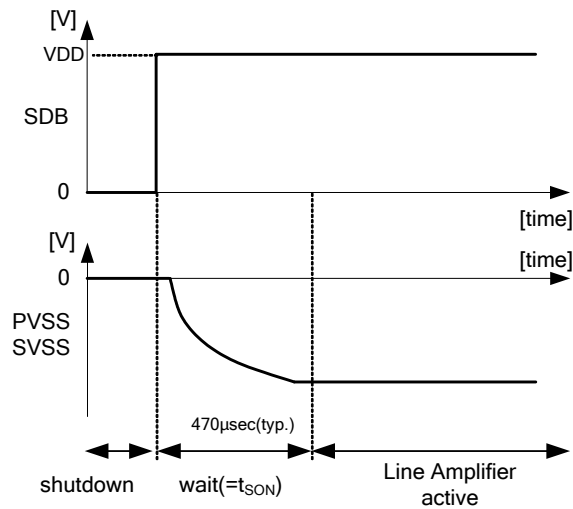 [V]
VDD
SDB
0
[time]
[V]
[time]
0
PVSS
SVSS
470µsec(typ.)
shutdown
wait(=tSON)
Line Amplifier
active